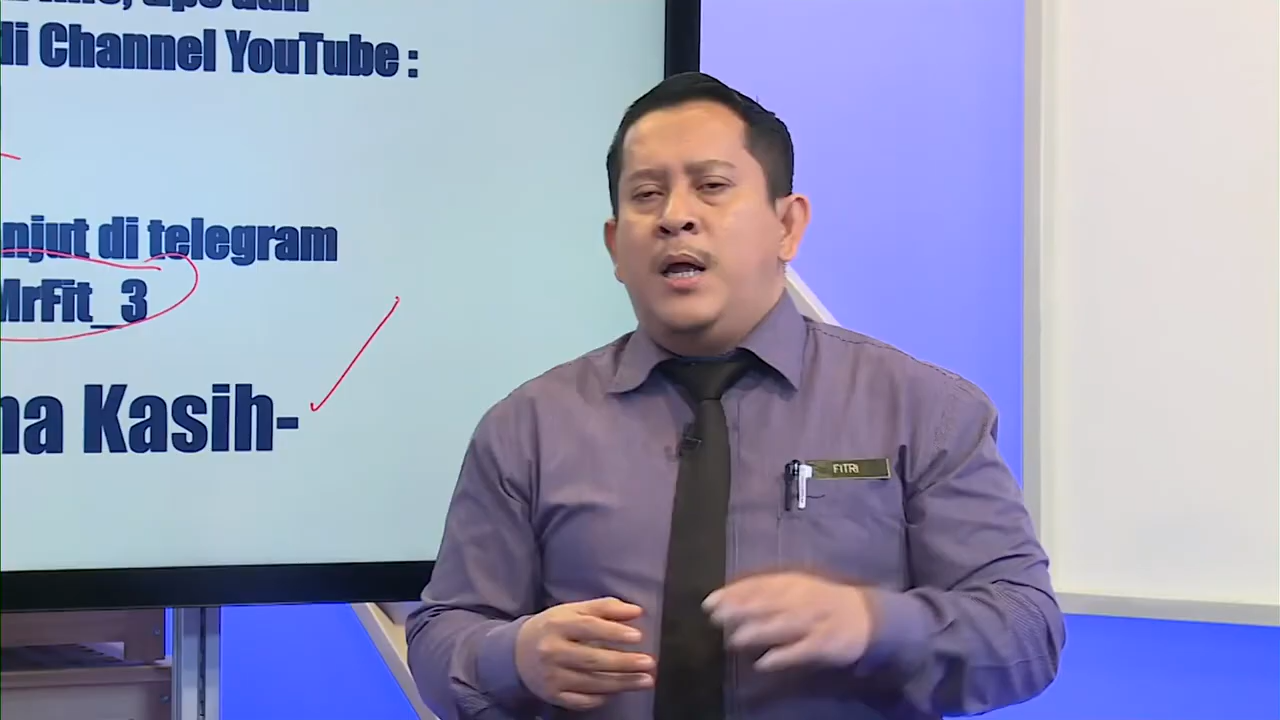 di Channel YouTube :
njut di telegram
MrFit_3
na Kasih-
FITRI